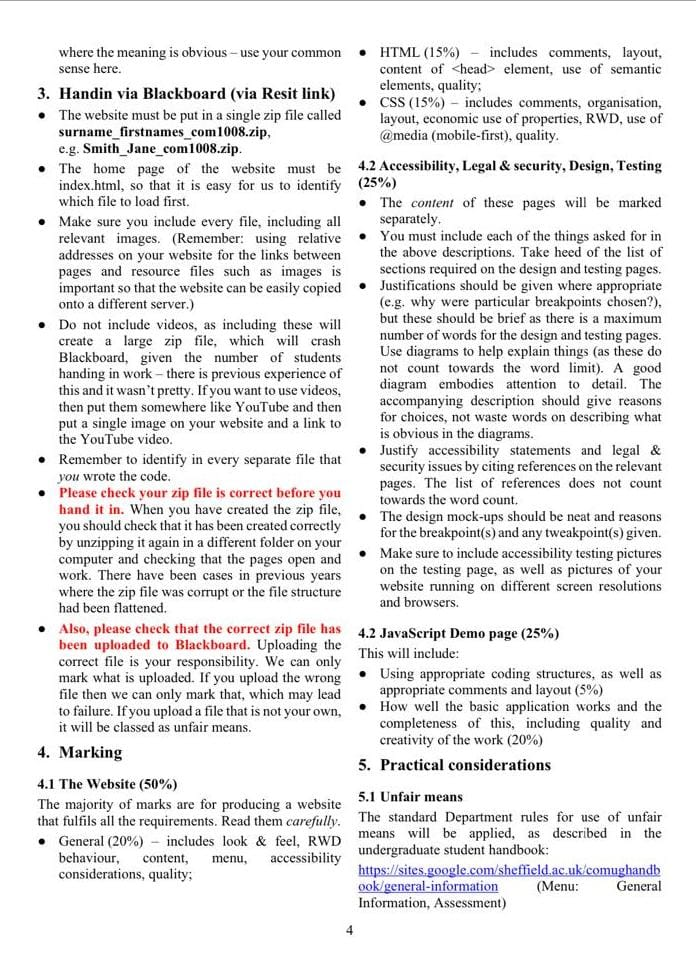 where the meaning is obvious – use your common
sense here.
3. Handin via Blackboard (via Resit link)
● The website must be put in a single zip file called
surname_firstnames_com1008.zip,
e.g. Smith_Jane_com1008.zip.
● The home page of the website must be
index.html, so that it is easy for us to identify
which file to load first.
● Make sure you include every file, including all
relevant images. (Remember: using relative
addresses on your website for the links between
pages and resource files such as images is
important so that the website can be easily copied
onto a different server.)
● Do not include videos, as including these will
create a large zip file, which will crash
Blackboard, given the number of students
handing in work – there is previous experience of
this and it wasn't pretty. If you want to use videos,
then put them somewhere like YouTube and then
put a single image on your website and a link to
the YouTube video.
● Remember to identify in every separate file that
you wrote the code.
● Please check your zip file is correct before you
hand it in. When you have created the zip file,
you should check that it has been created correctly
by unzipping it again in a different folder on your
computer and checking that the pages open and
work. There have been cases in previous years
where the zip file was corrupt or the file structure
had been flattened.
● Also, please check that the correct zip file has
been uploaded to Blackboard. Uploading the
correct file is your responsibility. We can only
mark what is uploaded. If you upload the wrong
file then we can only mark that, which may lead
to failure. If you upload a file that is not your own,
it will be classed as unfair means.
4. Marking
4.1 The Website (50%)
The majority of marks are for producing a website
that fulfils all the requirements. Read them carefully.
● General (20%) – includes look & feel, RWD
behaviour, content, menu, accessibility
considerations, quality;
● HTML (15%) – includes comments, layout,
content of <head> element, use of semantic
elements, quality;
● CSS (15%) – includes comments, organisation,
layout, economic use of properties, RWD, use of
@media (mobile-first), quality.
4.2 Accessibility, Legal & security, Design, Testing
(25%)
● The content of these pages will be marked
separately.
● You must include each of the things asked for in
the above descriptions. Take heed of the list of
sections required on the design and testing pages.
● Justifications should be given where appropriate
(e.g. why were particular breakpoints chosen?),
but these should be brief as there is a maximum
number of words for the design and testing pages.
Use diagrams to help explain things (as these do
not count towards the word limit). A good
diagram embodies attention to detail. The
accompanying description should give reasons
for choices, not waste words on describing what
is obvious in the diagrams.
● Justify accessibility statements and legal &
security issues by citing references on the relevant
pages. The list of references does not count
towards the word count.
● The design mock-ups should be neat and reasons
for the breakpoint(s) and any tweakpoint(s) given.
● Make sure to include accessibility testing pictures
on the testing page, as well as pictures of your
website running on different screen resolutions
and browsers.
4.2 JavaScript Demo page (25%)
This will include:
● Using appropriate coding structures, as well as
appropriate comments and layout (5%)
● How well the basic application works and the
completeness of this, including quality and
creativity of the work (20%)
5. Practical considerations
5.1 Unfair means
The standard Department rules for use of unfair
means will be applied, as described in the
undergraduate student handbook:
https://sites.google.com/sheffield.ac.uk/comughandb
ook/general-information (Menu: General
Information, Assessment)
4